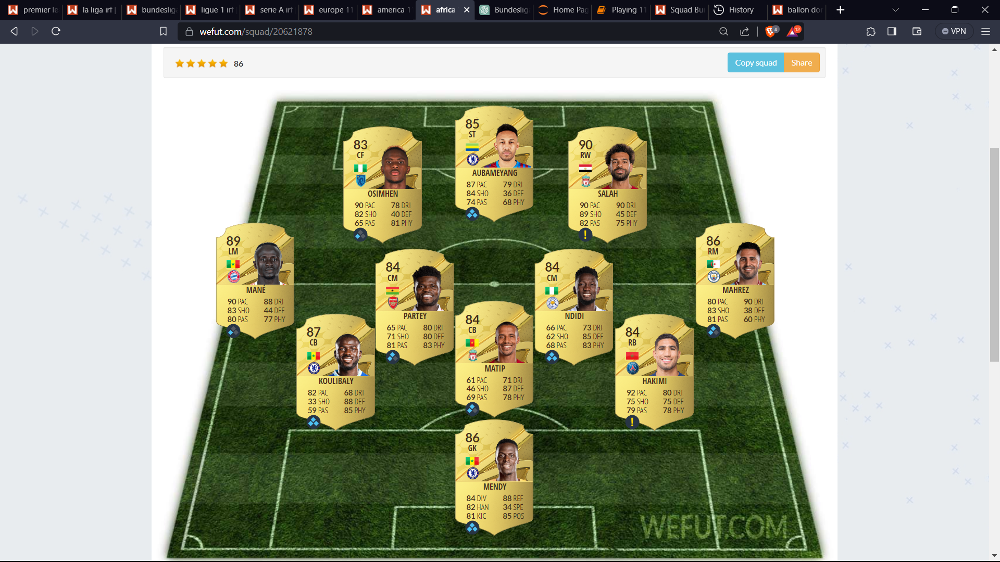 premier le
la liga irf |
bundeslig
ligue 1 irf
serie A irf
europe 11
america 1
africa
Bundeslig
Home Pag
Playing 11
Squad Bui
History
ballon dor
wefut.com/squad/20621878
4
12
VPN
86
Copy squad
Share
85
ST
AUBAMEYANG
87 PAC 79 DRI
84 SHO 36 DEF
74 PAS 68 PHY
83
CF
OSIMHEN
90 PAC 78 DRI
82 SHO 40 DEF
65 PAS 81 PHY
90
RW
SALAH
90 PAC 90 DRI
89 SHO 45 DEF
82 PAS 75 PHY
!
89
LM
MANÉ
90 PAC 88 DRI
83 SHO 44 DEF
80 PAS 77 PHY
84
CM
PARTEY
65 PAC 80 DRI
71 SHO 80 DEF
81 PAS 83 PHY
84
CM
NDIDI
66 PAC 73 DRI
62 SHO 85 DEF
68 PAS 83 PHY
86
RM
MAHREZ
80 PAC 90 DRI
83 SHO 38 DEF
81 PAS 60 PHY
87
CB
KOULIBALY
82 PAC 68 DRI
33 SHO 88 DEF
59 PAS 85 PHY
84
CB
MATIP
61 PAC 71 DRI
46 SHO 87 DEF
69 PAS 78 PHY
84
RB
HAKIMI
92 PAC 80 DRI
75 SHO 75 DEF
79 PAS 78 PHY
!
86
GK
MENDY
84 DIV 88 REF
82 HAN 34 SPE
81 KIC 85 POS
WEFUT.COM